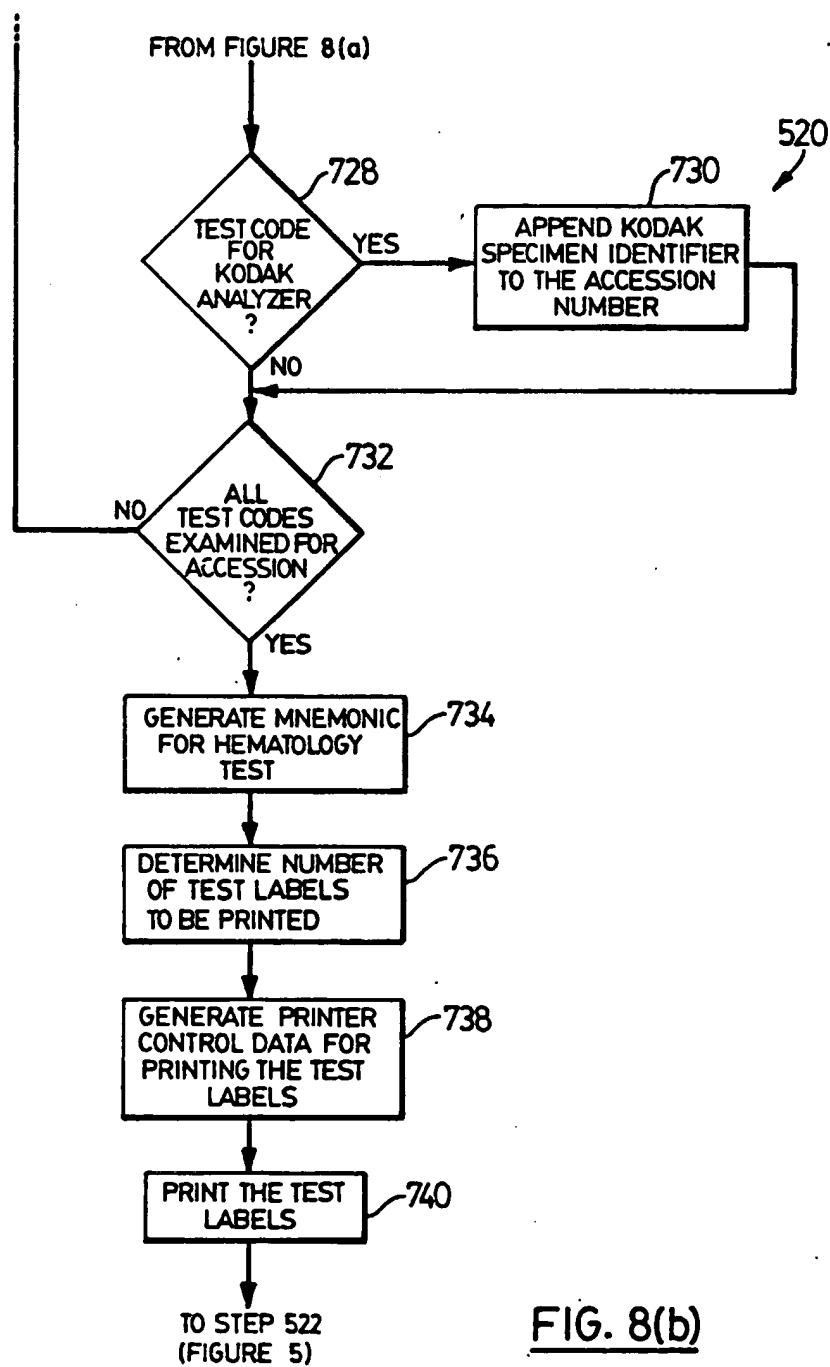 FROM FIGURE 8(a)
728
TEST CODE
FOR
KODAK
ANALYZER
?
YES
NO
730
520
APPEND KODAK
SPECIMEN IDENTIFIER
TO THE ACCESSION
NUMBER
732
ALL
TEST CODES
EXAMINED FOR
ACCESSION
?
NO
YES
GENERATE MNEMONIC
FOR HEMATOLOGY
TEST
734
DETERMINE NUMBER
OF TEST LABELS
TO BE PRINTED
736
GENERATE PRINTER
CONTROL DATA FOR
PRINTING THE TEST
LABELS
738
PRINT THE TEST
LABELS
740
TO STEP 522
(FIGURE 5)
FIG. 8(b)